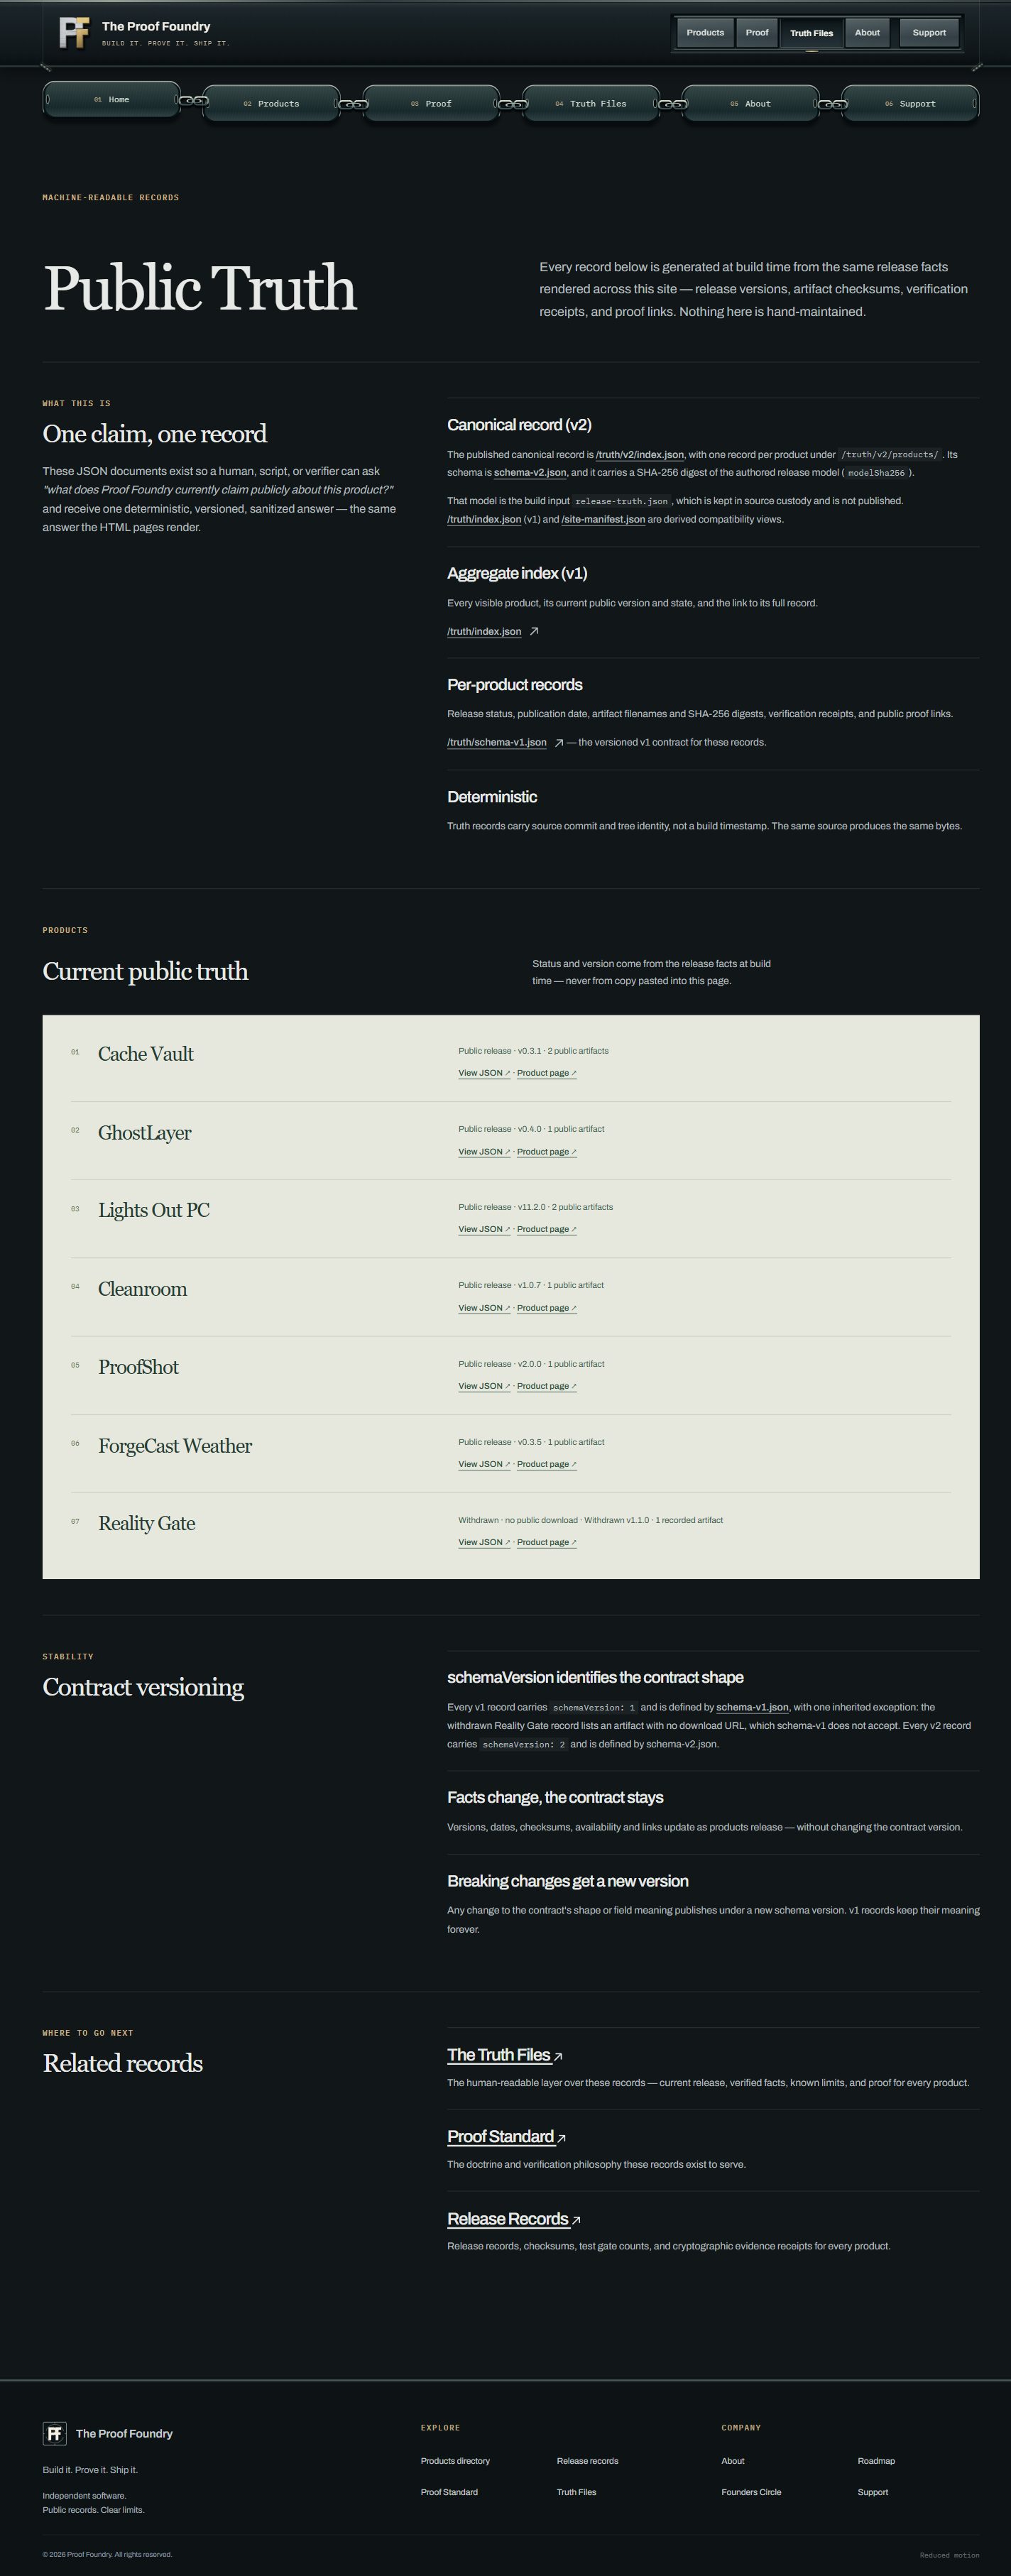 The Proof Foundry
BUILD IT. PROVE IT. SHIP IT.
Products Proof Truth Files About Support
01 Home 02 Products 03 Proof 04 Truth Files 05 About 06 Support
MACHINE-READABLE RECORDS
Public Truth
Every record below is generated at build time from the same release facts
rendered across this site — release versions, artifact checksums, verification
receipts, and proof links. Nothing here is hand-maintained.
WHAT THIS IS
One claim, one record
These JSON documents exist so a human, script, or verifier can ask
"what does Proof Foundry currently claim publicly about this product?"
and receive one deterministic, versioned, sanitized answer — the same
answer the HTML pages render.
Canonical record (v2)
The published canonical record is /truth/v2/index.json, with one record per product under /truth/v2/products/ . Its
schema is schema-v2.json, and it carries a SHA-256 digest of the authored release model ( modelSha256 ).
That model is the build input release-truth.json , which is kept in source custody and is not published.
/truth/index.json (v1) and /site-manifest.json are derived compatibility views.
Aggregate index (v1)
Every visible product, its current public version and state, and the link to its full record.
/truth/index.json ↗
Per-product records
Release status, publication date, artifact filenames and SHA-256 digests, verification receipts, and public proof links.
/truth/schema-v1.json ↗ — the versioned v1 contract for these records.
Deterministic
Truth records carry source commit and tree identity, not a build timestamp. The same source produces the same bytes.
PRODUCTS
Current public truth
Status and version come from the release facts at build
time — never from copy pasted into this page.
01 Cache Vault
Public release · v0.3.1 · 2 public artifacts
View JSON ↗ · Product page ↗
02 GhostLayer
Public release · v0.4.0 · 1 public artifact
View JSON ↗ · Product page ↗
03 Lights Out PC
Public release · v11.2.0 · 2 public artifacts
View JSON ↗ · Product page ↗
04 Cleanroom
Public release · v1.0.7 · 1 public artifact
View JSON ↗ · Product page ↗
05 ProofShot
Public release · v2.0.0 · 1 public artifact
View JSON ↗ · Product page ↗
06 ForgeCast Weather
Public release · v0.3.5 · 1 public artifact
View JSON ↗ · Product page ↗
07 Reality Gate
Withdrawn · no public download · Withdrawn v1.1.0 · 1 recorded artifact
View JSON ↗ · Product page ↗
STABILITY
Contract versioning
schemaVersion identifies the contract shape
Every v1 record carries schemaVersion: 1 and is defined by schema-v1.json, with one inherited exception: the
withdrawn Reality Gate record lists an artifact with no download URL, which schema-v1 does not accept. Every v2 record
carries schemaVersion: 2 and is defined by schema-v2.json.
Facts change, the contract stays
Versions, dates, checksums, availability and links update as products release — without changing the contract version.
Breaking changes get a new version
Any change to the contract's shape or field meaning publishes under a new schema version. v1 records keep their meaning
forever.
WHERE TO GO NEXT
Related records
The Truth Files ↗
The human-readable layer over these records — current release, verified facts, known limits, and proof for every product.
Proof Standard ↗
The doctrine and verification philosophy these records exist to serve.
Release Records ↗
Release records, checksums, test gate counts, and cryptographic evidence receipts for every product.
The Proof Foundry
Build it. Prove it. Ship it.
Independent software.
Public records. Clear limits.
EXPLORE
Products directory Release records
Proof Standard Truth Files
COMPANY
About Roadmap
Founders Circle Support
© 2026 Proof Foundry. All rights reserved.
Reduced motion